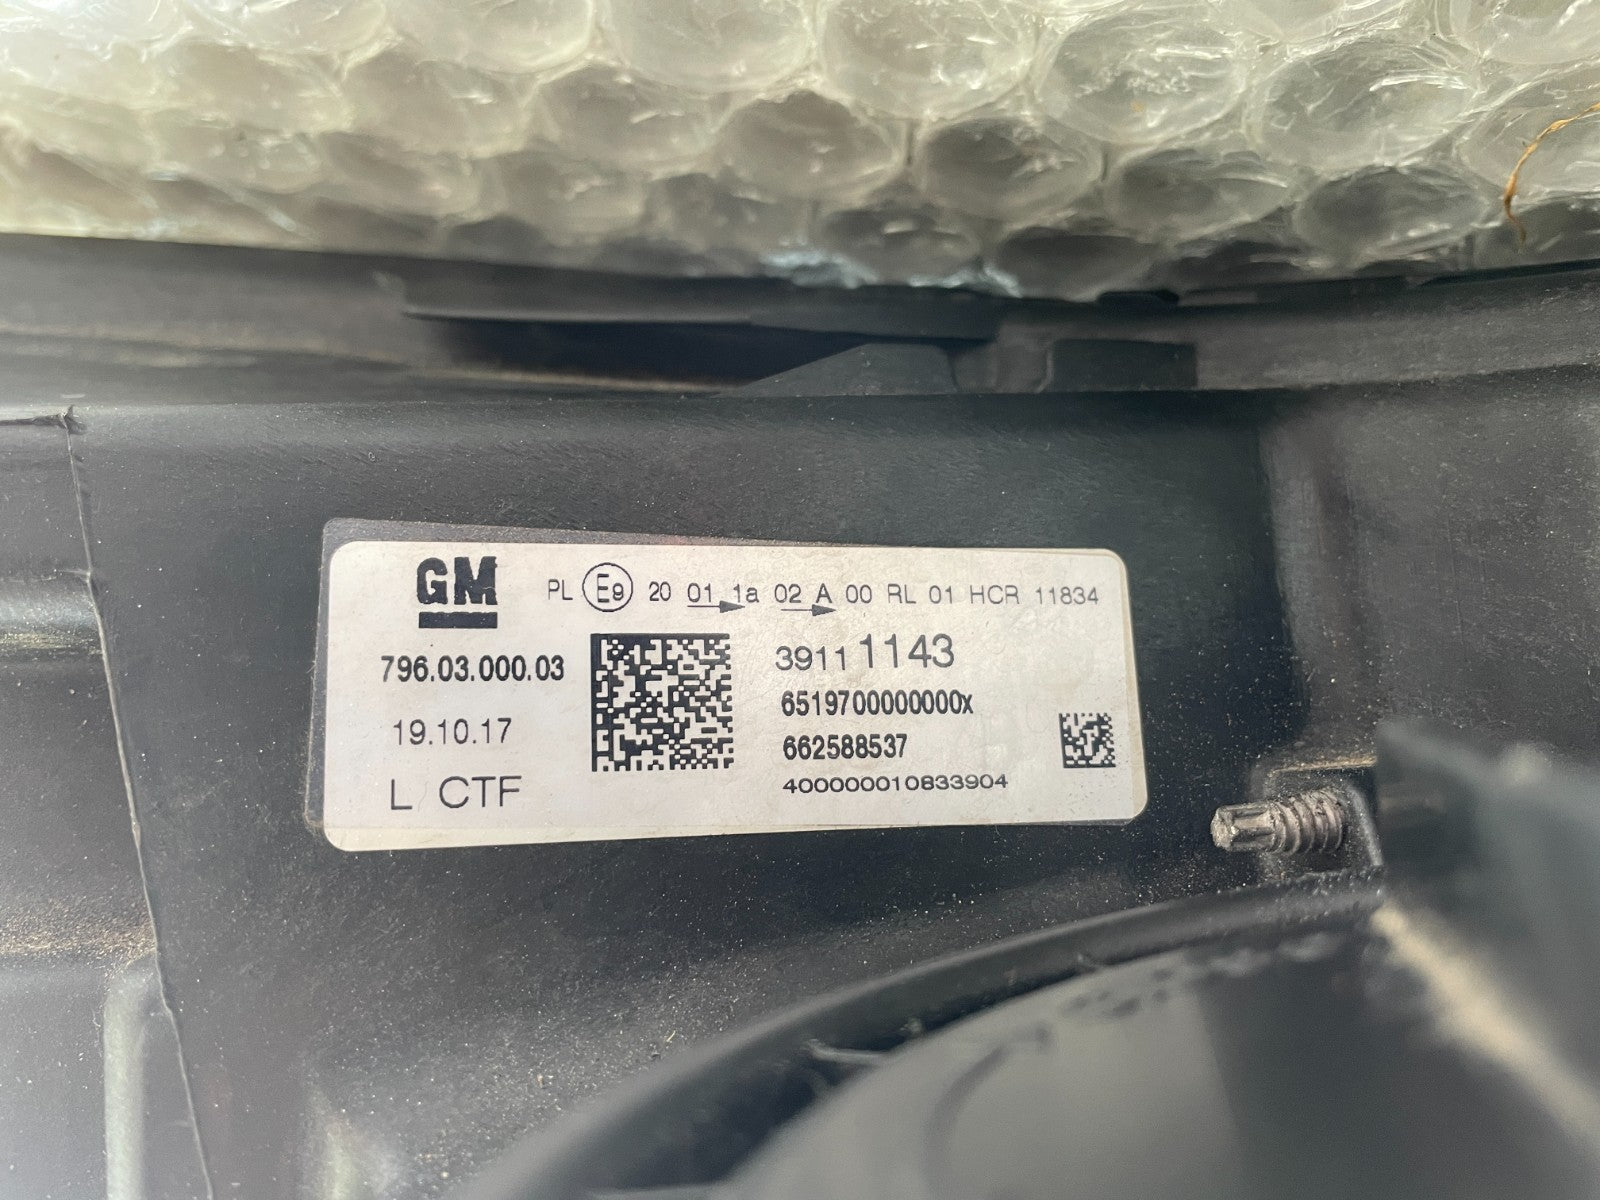 GM
PL E9 20 01 1a 02 A 00 RL 01 HCR 11834
796.03.000.03
39111143
6519700000000x
19.10.17
662588537
L CTF
400000010833904